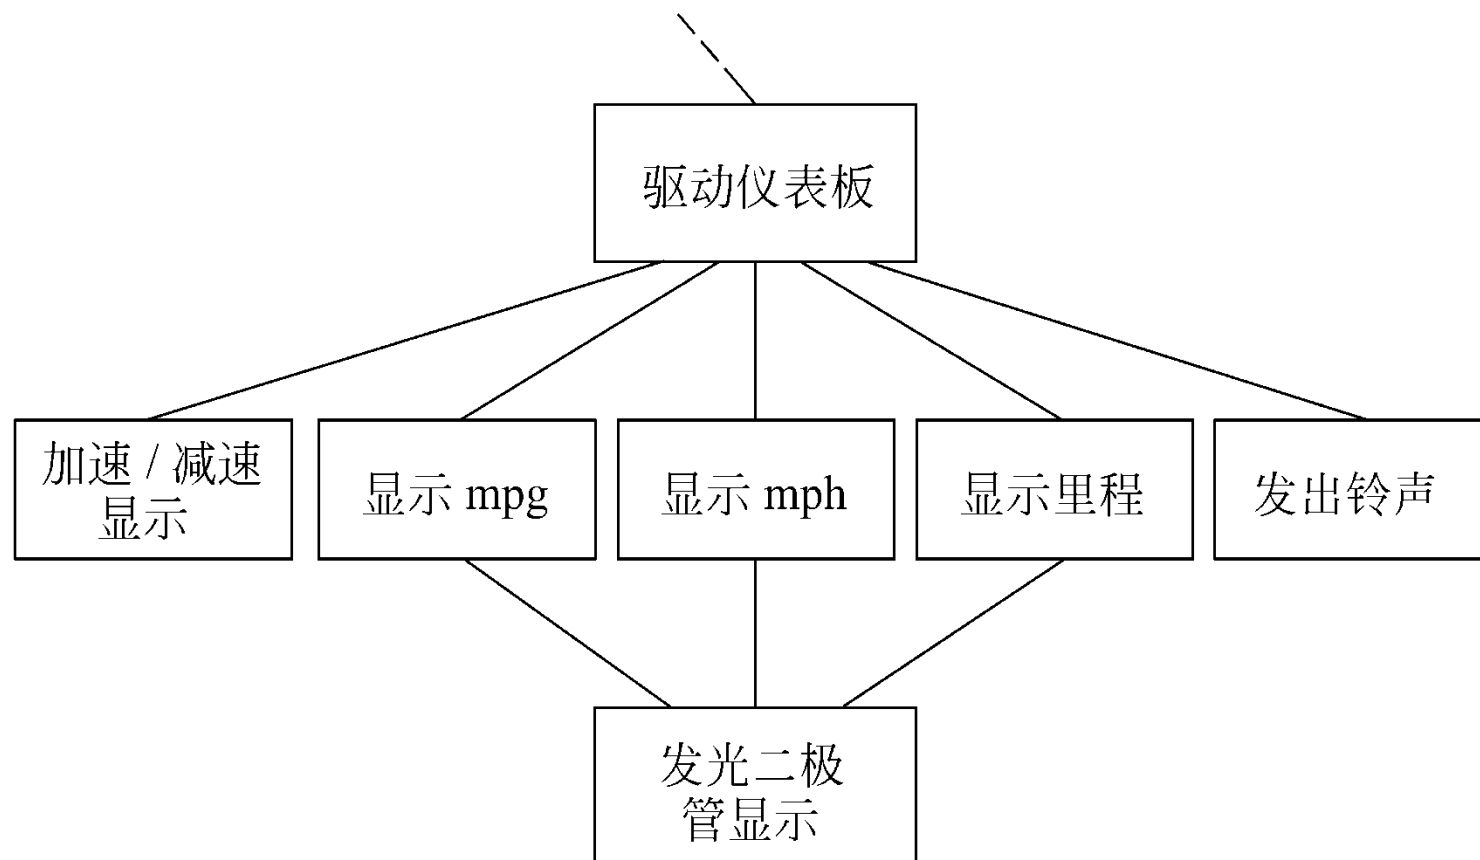 驱动仪表板
加速 / 减速
显示
显示 mpg
显示 mph
显示里程
发出铃声
发光二极
管显示